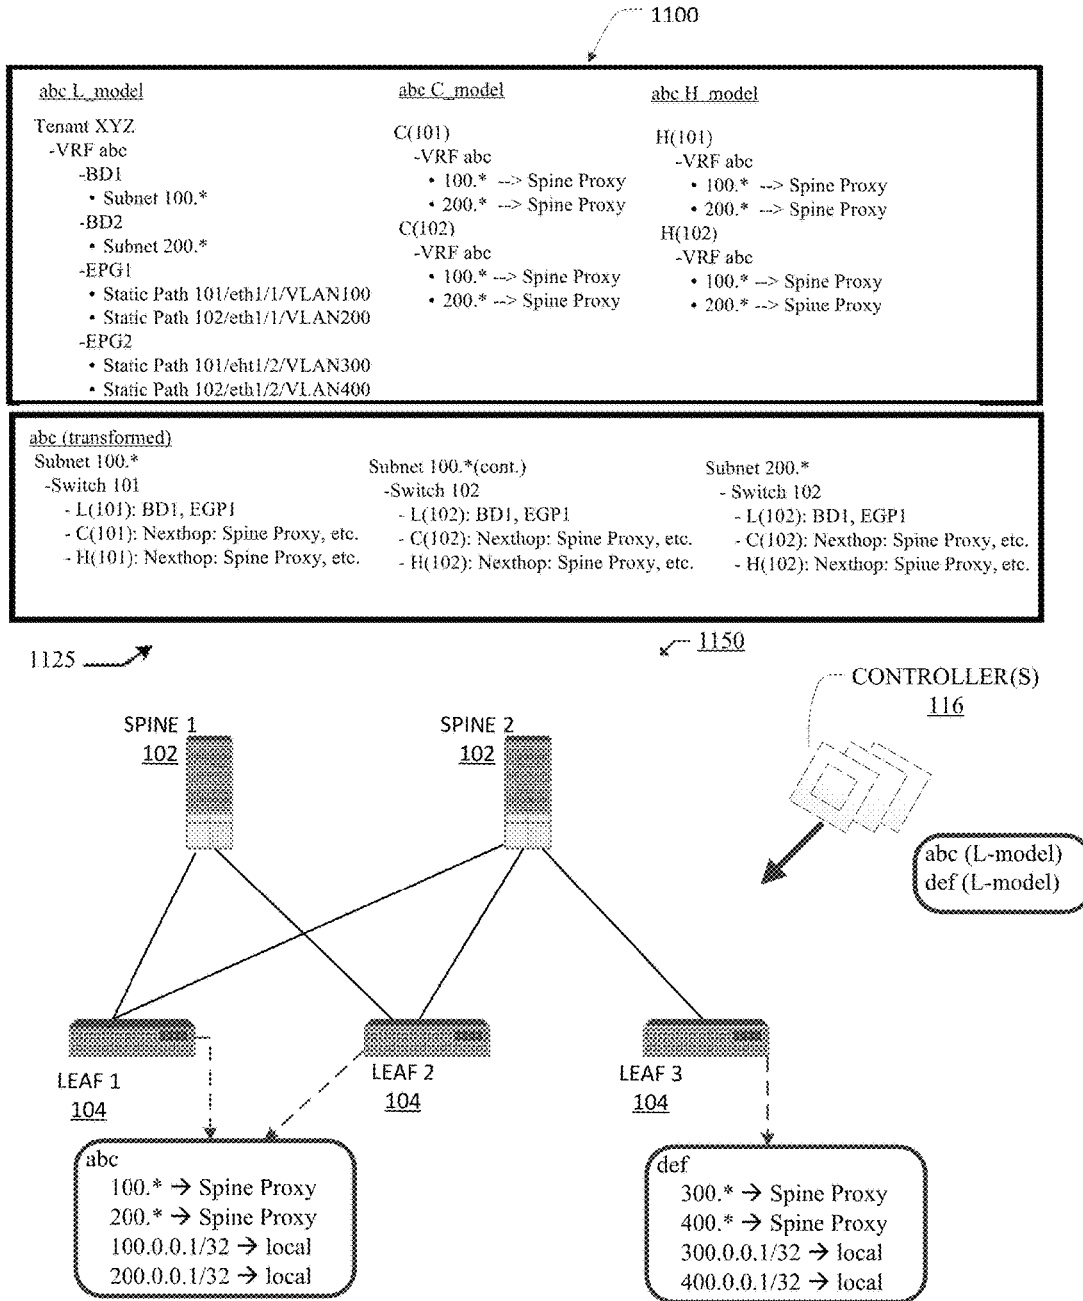 1100
abc L_model
Tenant XYZ
-VRF abc
-BD1
• Subnet 100.*
-BD2
• Subnet 200.*
-EPG1
• Static Path 101/eth1/1/VLAN100
• Static Path 102/eth1/1/VLAN200
-EPG2
• Static Path 101/eht1/2/VLAN300
• Static Path 102/eth1/2/VLAN400
abc C_model
C(101)
-VRF abc
• 100.* --> Spine Proxy
• 200.* --> Spine Proxy
C(102)
-VRF abc
• 100.* --> Spine Proxy
• 200.* --> Spine Proxy
abc H_model
H(101)
-VRF abc
• 100.* --> Spine Proxy
• 200.* --> Spine Proxy
H(102)
-VRF abc
• 100.* --> Spine Proxy
• 200.* --> Spine Proxy
abc (transformed)
Subnet 100.*
-Switch 101
- L(101): BD1, EGP1
- C(101): Nexthop: Spine Proxy, etc.
- H(101): Nexthop: Spine Proxy, etc.
Subnet 100.*(cont.)
-Switch 102
- L(102): BD1, EGP1
- C(102): Nexthop: Spine Proxy, etc.
- H(102): Nexthop: Spine Proxy, etc.
Subnet 200.*
- Switch 102
- L(102): BD1, EGP1
- C(102): Nexthop: Spine Proxy, etc.
- H(102): Nexthop: Spine Proxy, etc.
1125
1150
CONTROLLER(S)
116
SPINE 1
102
SPINE 2
102
abc (L-model)
def (L-model)
LEAF 1
104
LEAF 2
104
LEAF 3
104
abc
100.* → Spine Proxy
200.* → Spine Proxy
100.0.0.1/32 → local
200.0.0.1/32 → local
def
300.* → Spine Proxy
400.* → Spine Proxy
300.0.0.1/32 → local
400.0.0.1/32 → local